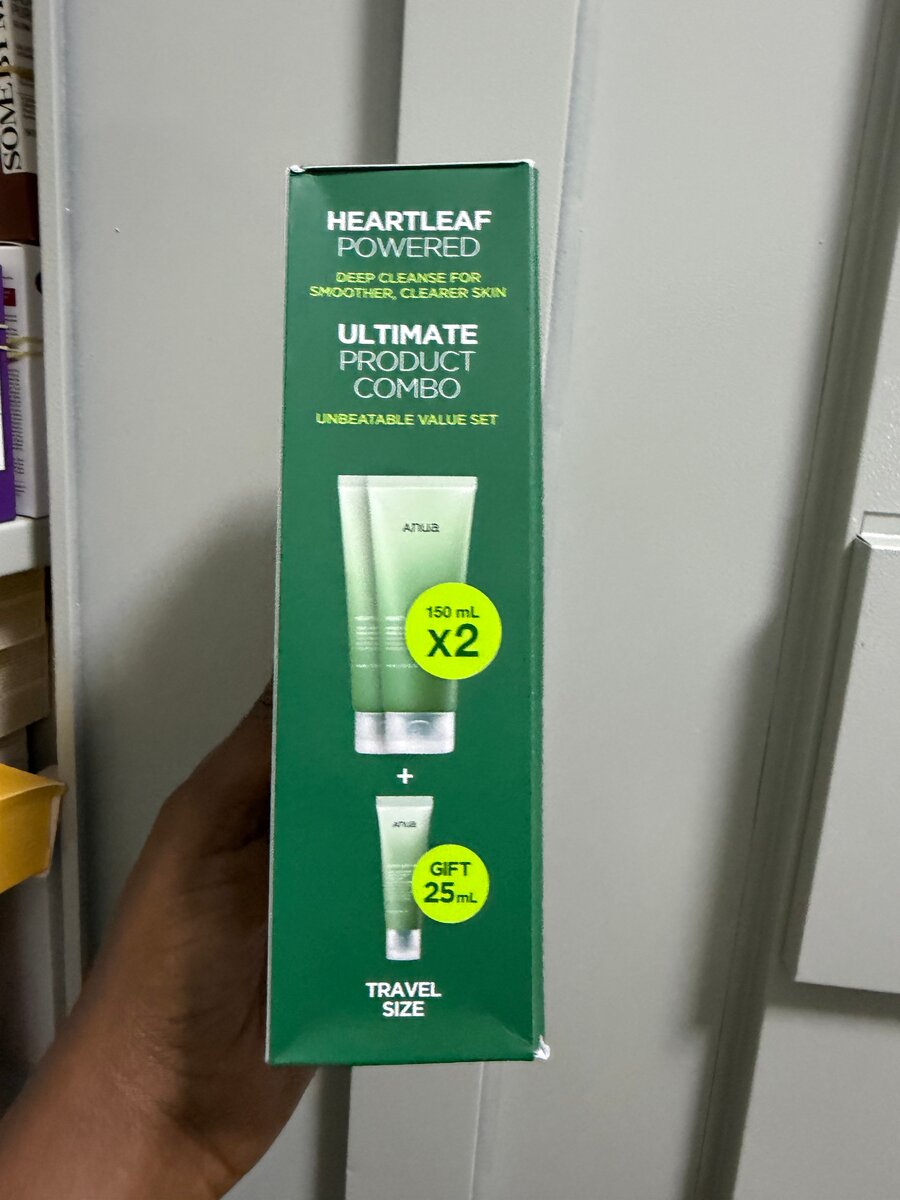 SOMEBYM
HEARTLEAF
POWERED
DEEP CLEANSE FOR
SMOOTHER, CLEARER SKIN
ULTIMATE
PRODUCT
COMBO
UNBEATABLE VALUE SET
Anua
150 mL
X2
+
Anua
GIFT
25mL
TRAVEL
SIZE